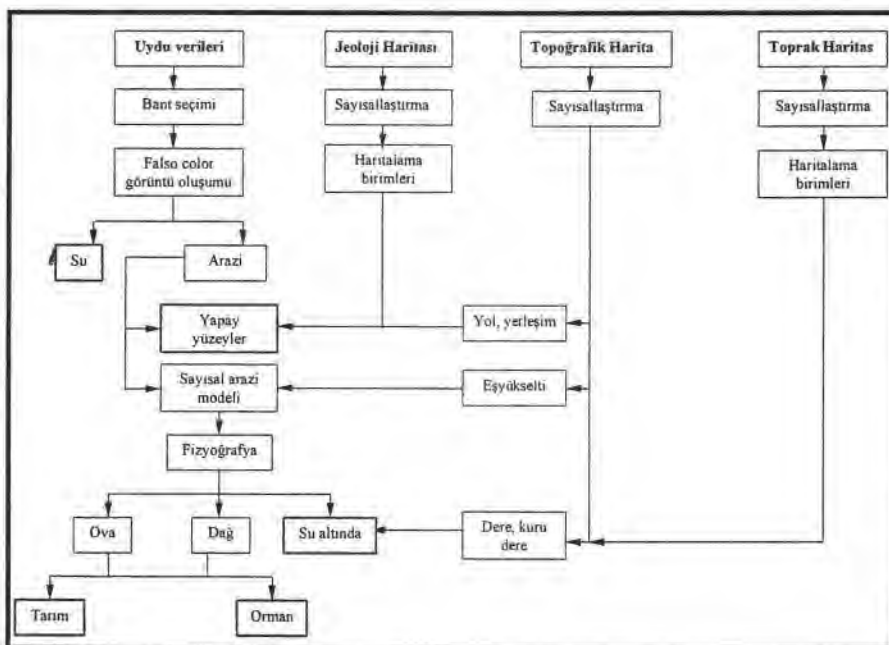 Uydu verileri
Jeoloji Haritası
Topoğrafik Harita
Toprak Haritas
Bant seçimi
Sayısallaştırma
Sayısallaştırma
Sayısallaştırma
Falso color
görüntü oluşumu
Haritalama
birimleri
Haritalama
birimleri
Su
Arazi
Yapay
yüzeyler
Yol, yerleşim
Sayısal arazi
modeli
Eşyükselti
Fizyoğrafya
Ova
Dağ
Su altında
Dere, kuru
dere
Tarım
Orman